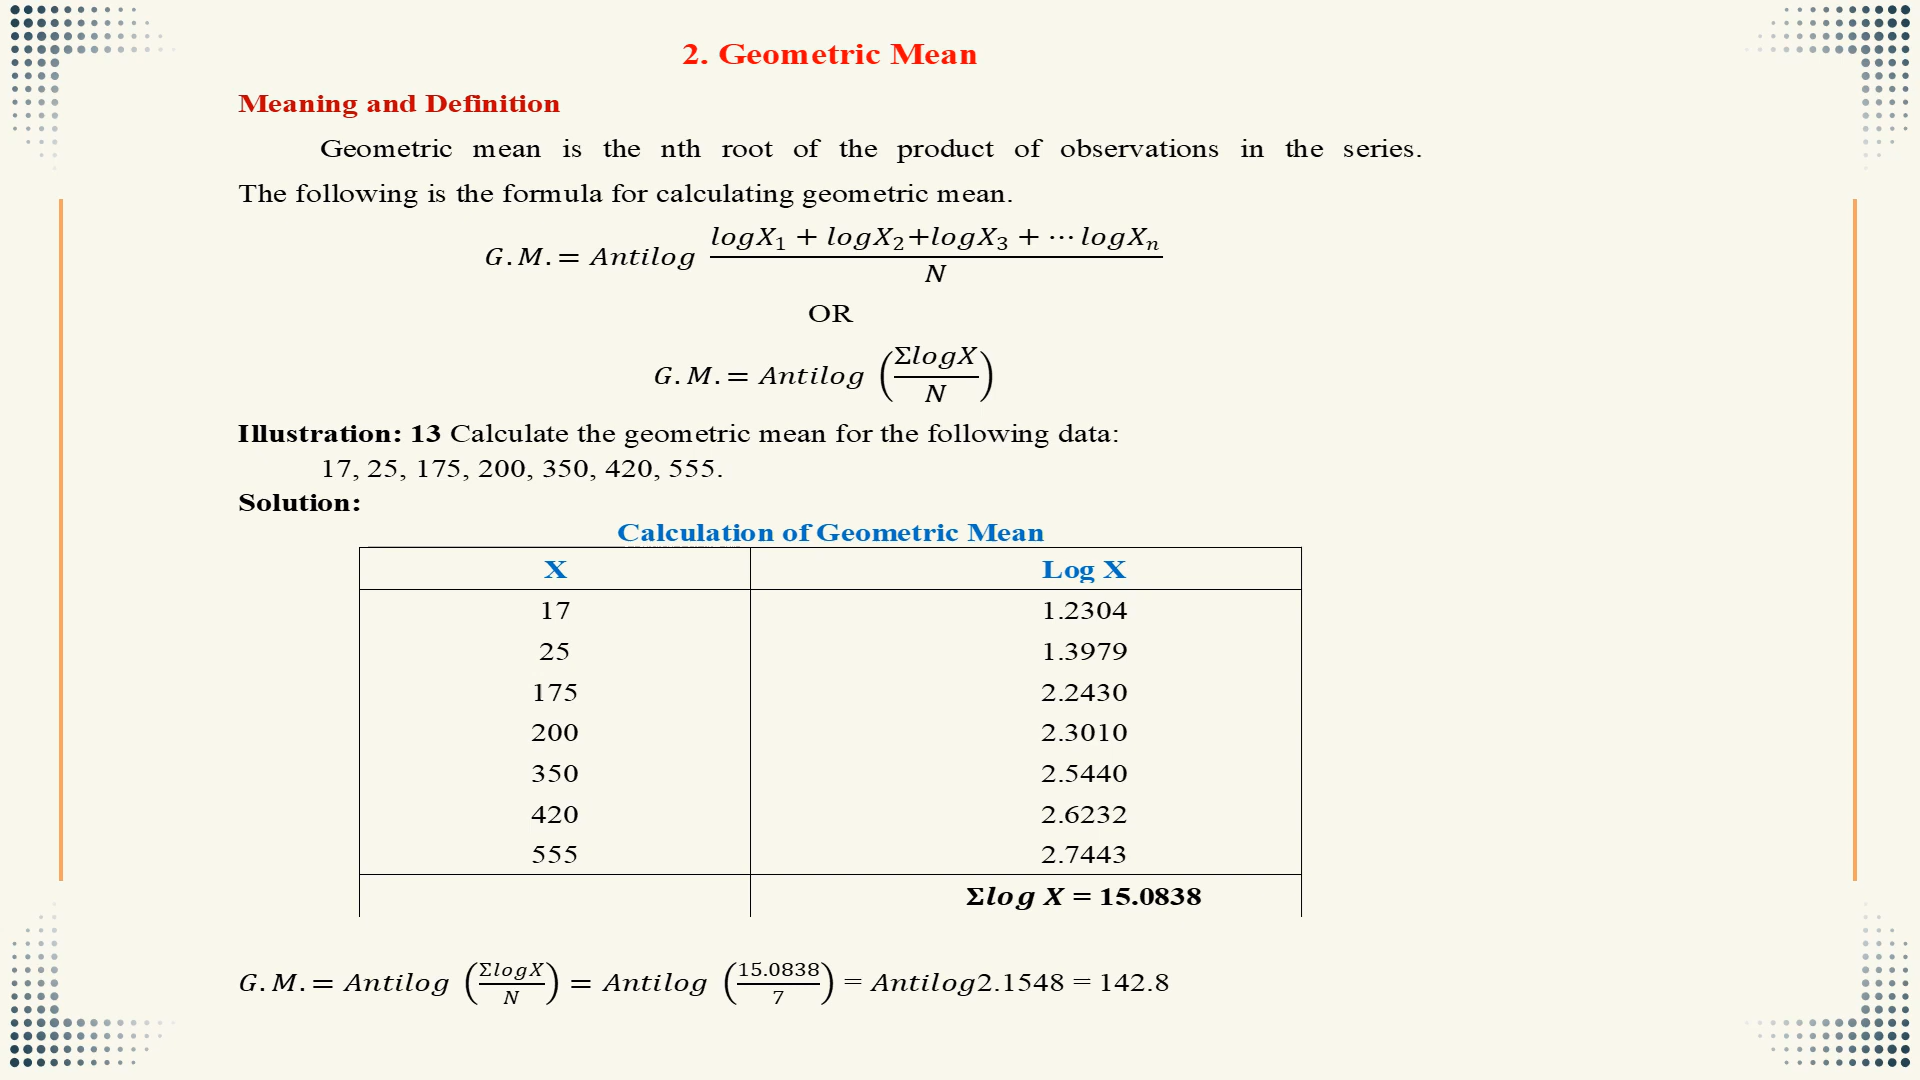 2. Geometric Mean
Meaning and Definition
Geometric mean is the nth root of the product of observations in the series.
The following is the formula for calculating geometric mean.
G.M.= Antilog (logX₁ + logX₂+logX₃ + ⋯ logXₙ)/N
OR
G.M.= Antilog (ΣlogX/N)
Illustration: 13 Calculate the geometric mean for the following data:
17, 25, 175, 200, 350, 420, 555.
Solution:
Calculation of Geometric Mean
X Log X
17 1.2304
25 1.3979
175 2.2430
200 2.3010
350 2.5440
420 2.6232
555 2.7443
Σlog X = 15.0838
G.M.= Antilog (ΣlogX/N) = Antilog (15.0838/7) = Antilog2.1548 = 142.8